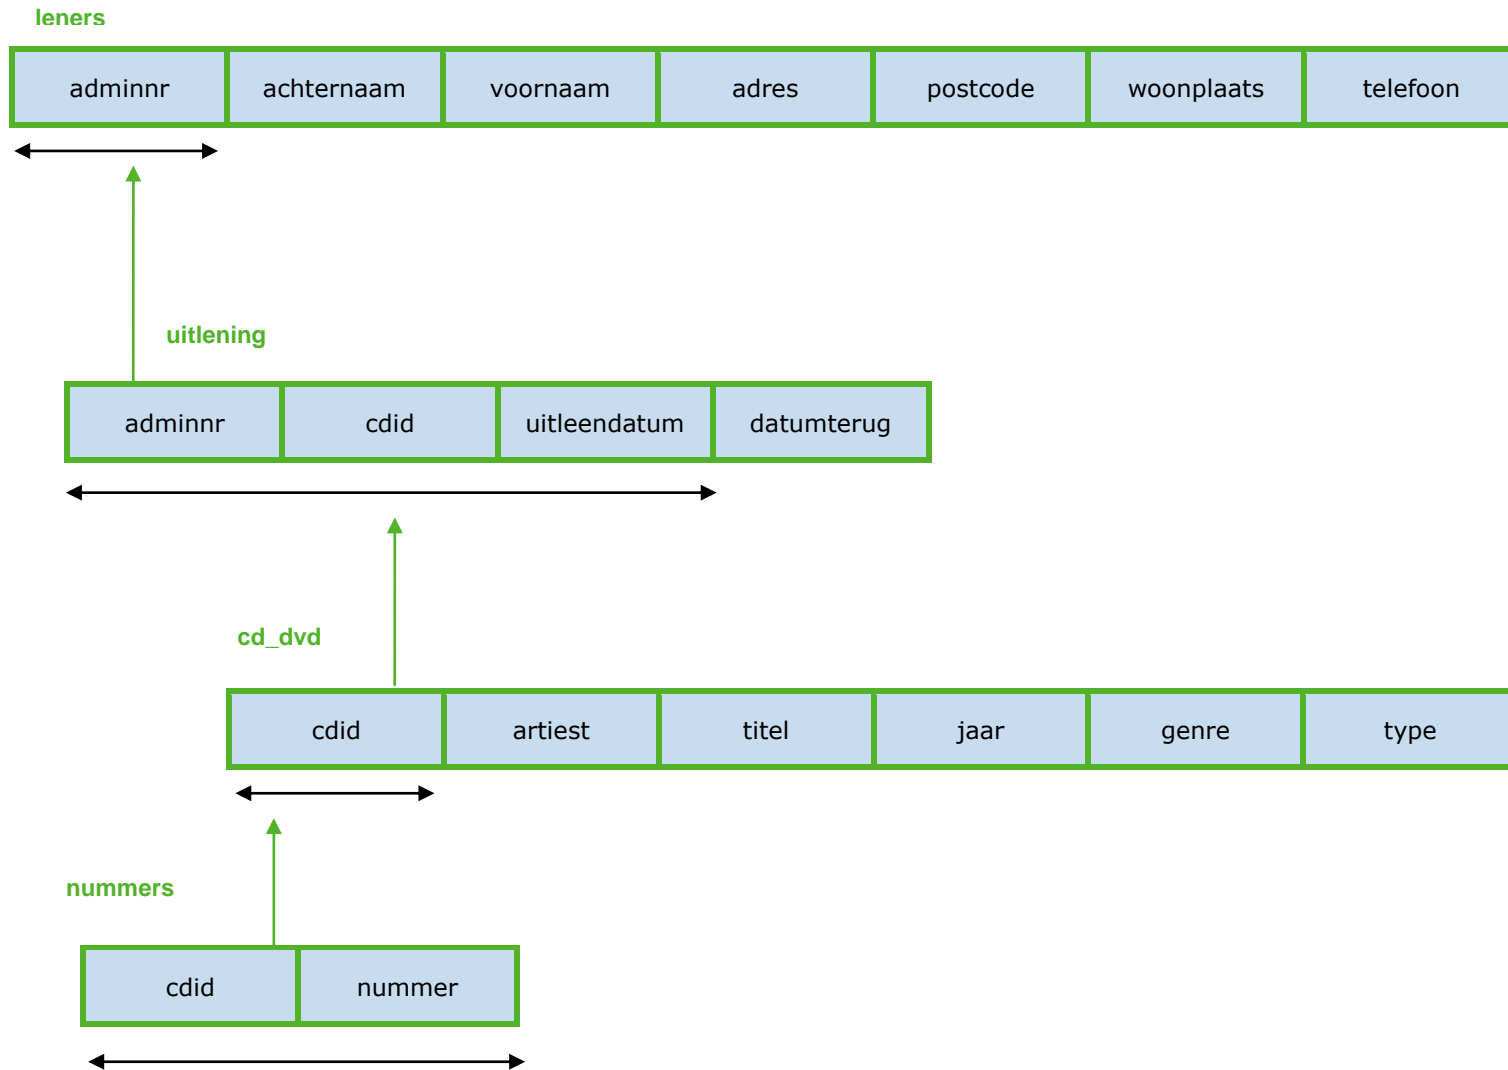 leners
adminnr achternaam voornaam adres postcode woonplaats telefoon
uitlening
adminnr cdid uitleendatum datumterug
cd_dvd
cdid artiest titel jaar genre type
nummers
cdid nummer